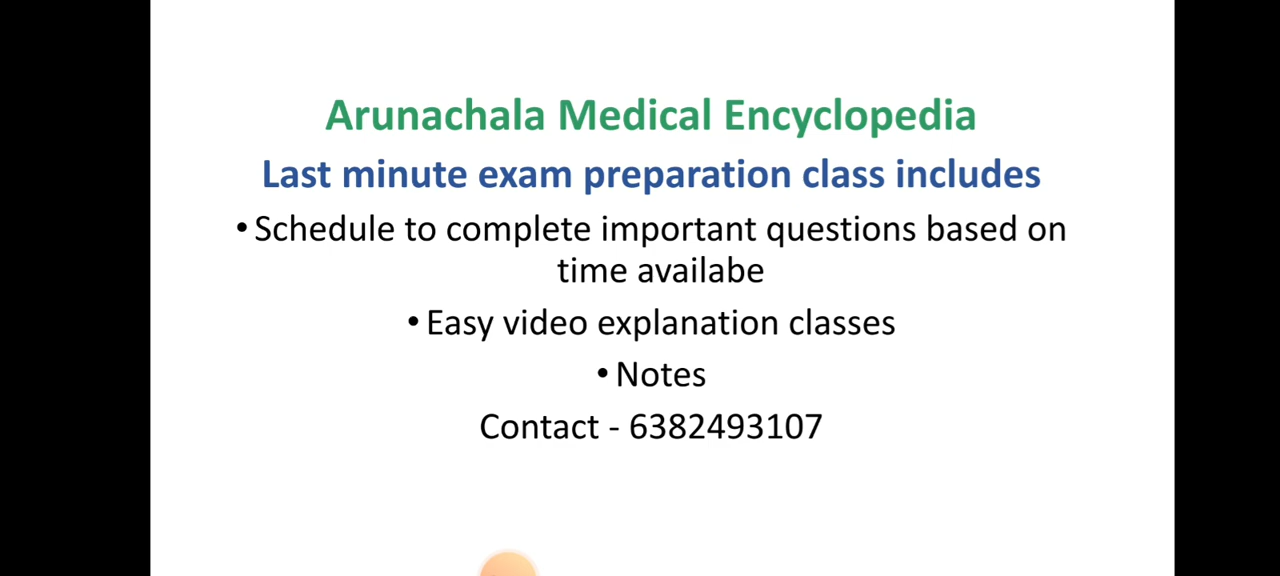 Arunachala Medical Encyclopedia
Last minute exam preparation class includes
• Schedule to complete important questions based on
time availabe
• Easy video explanation classes
• Notes
Contact - 6382493107